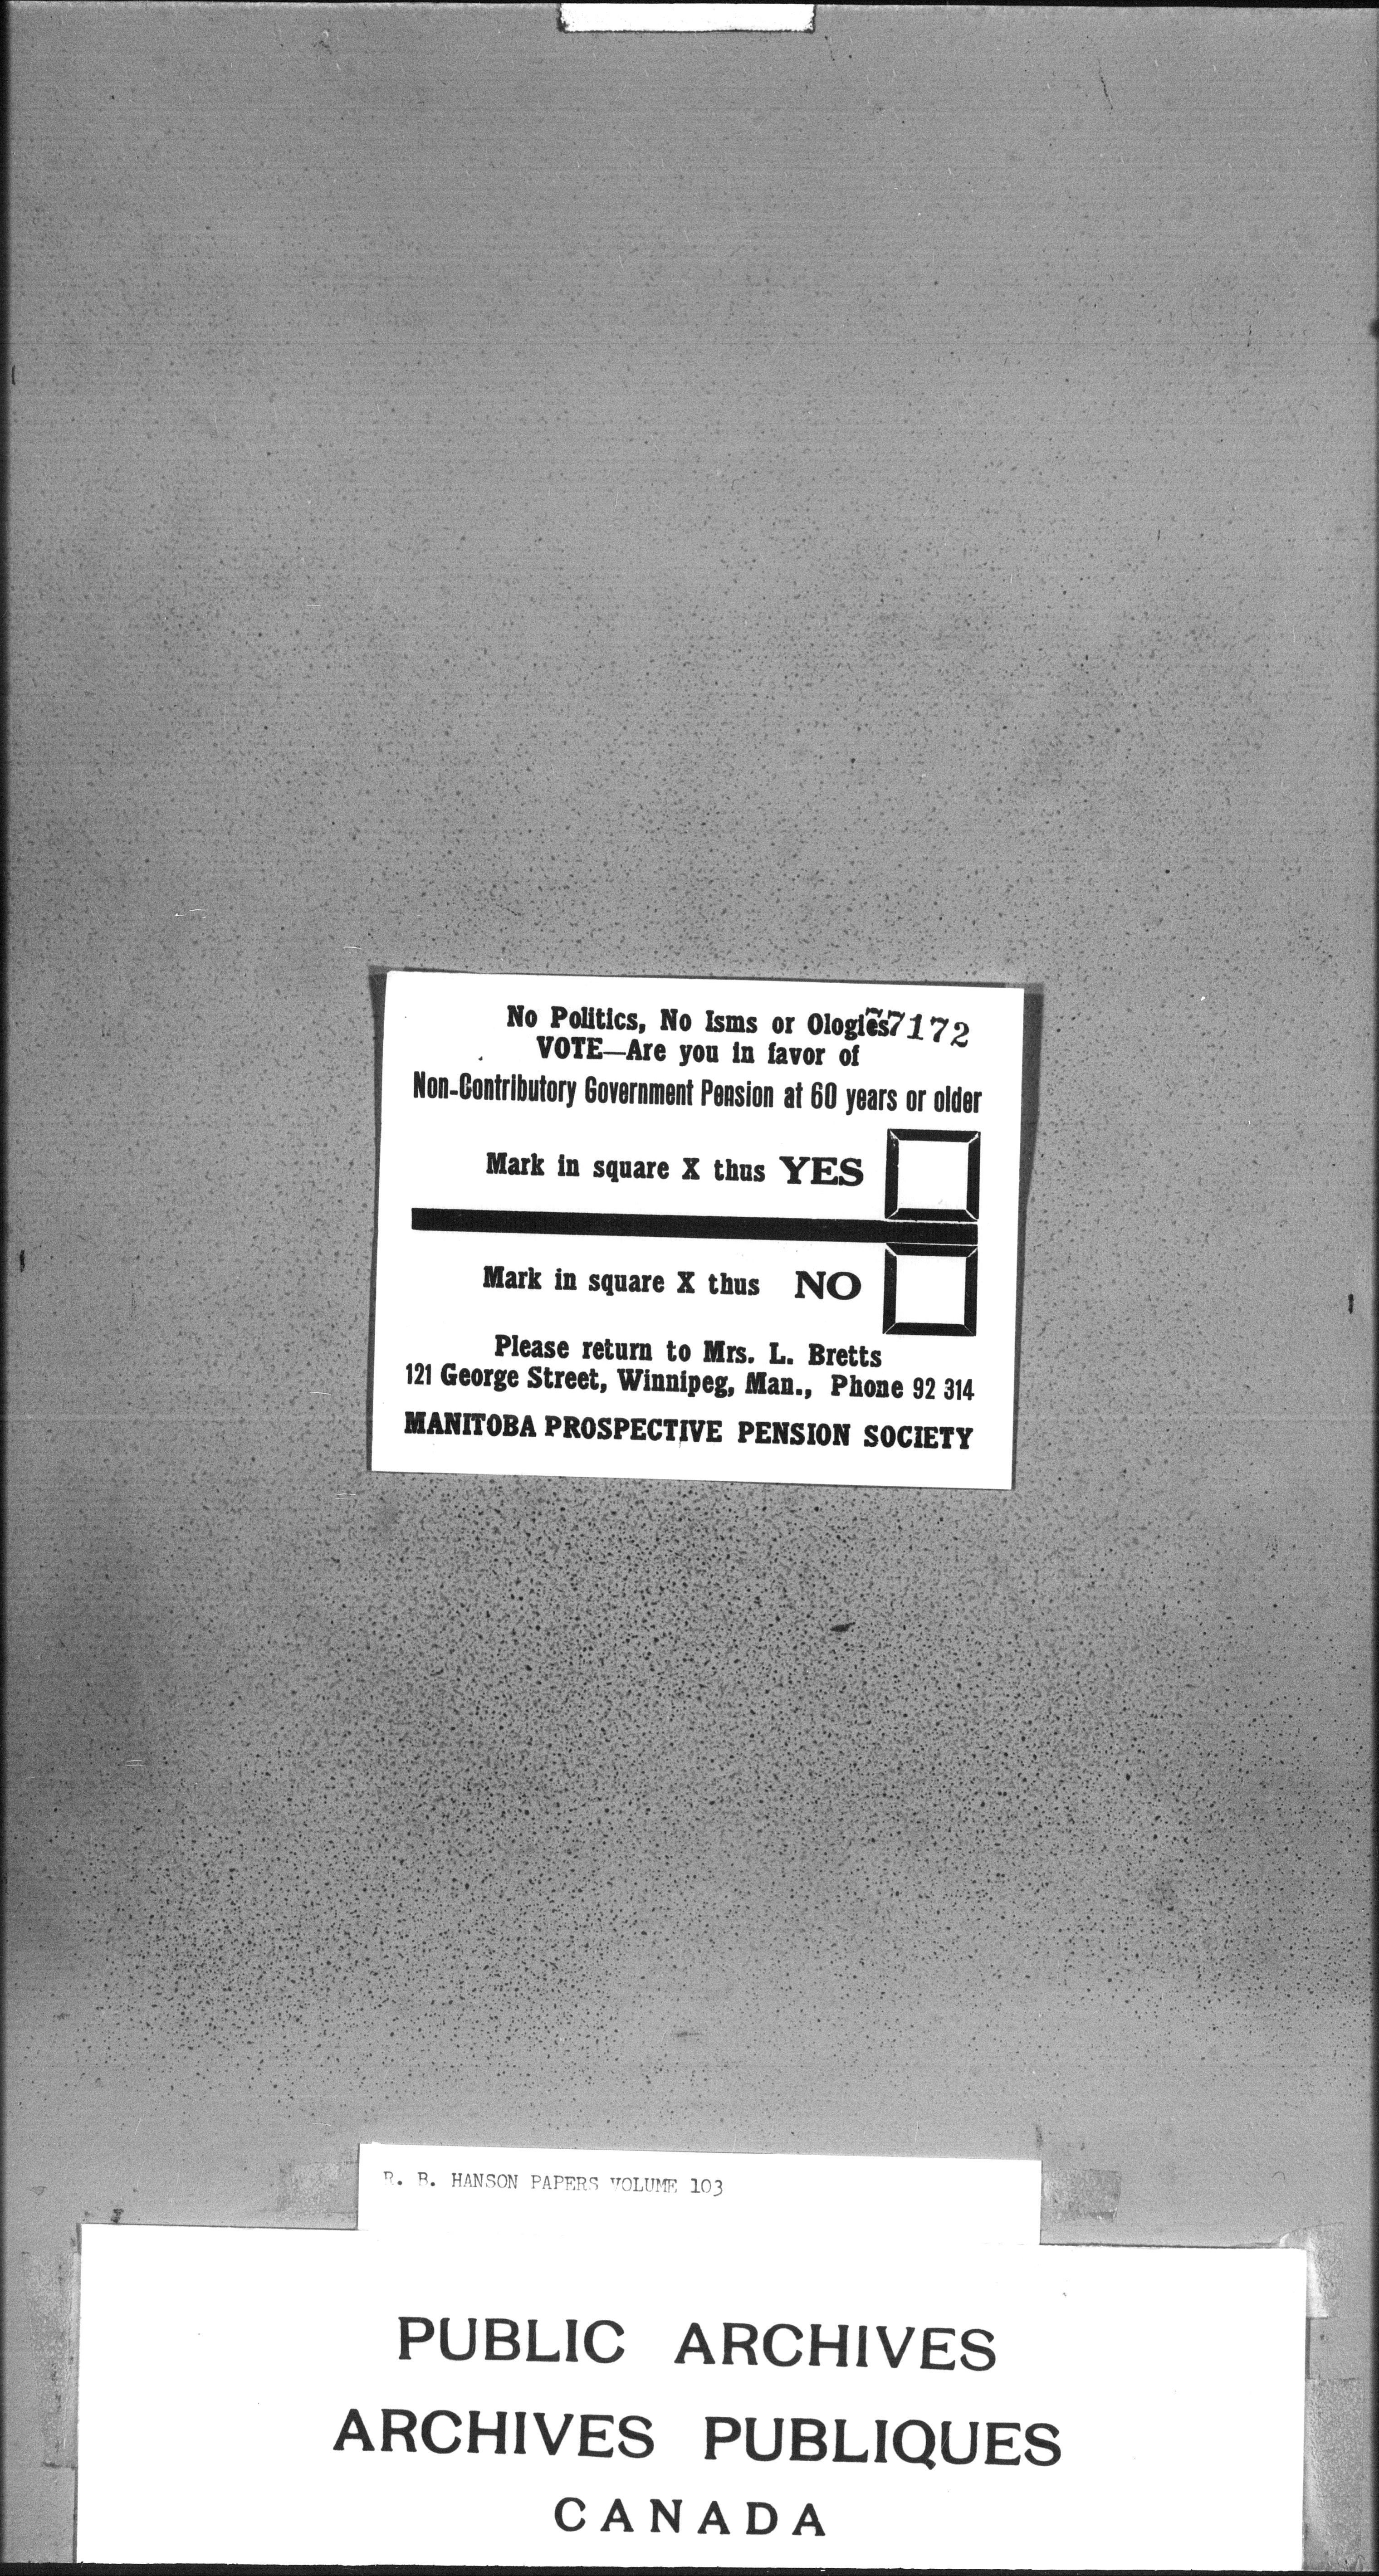 No Politics, No Isms or Ologies 77172
VOTE—Are you in favor of
Non-Contributory Government Pension at 60 years or older
Mark in square X thus YES
Mark in square X thus NO
Please return to Mrs. L. Bretts
121 George Street, Winnipeg, Man., Phone 92 314
MANITOBA PROSPECTIVE PENSION SOCIETY
R. B. HANSON PAPERS VOLUME 103
PUBLIC ARCHIVES
ARCHIVES PUBLIQUES
CANADA